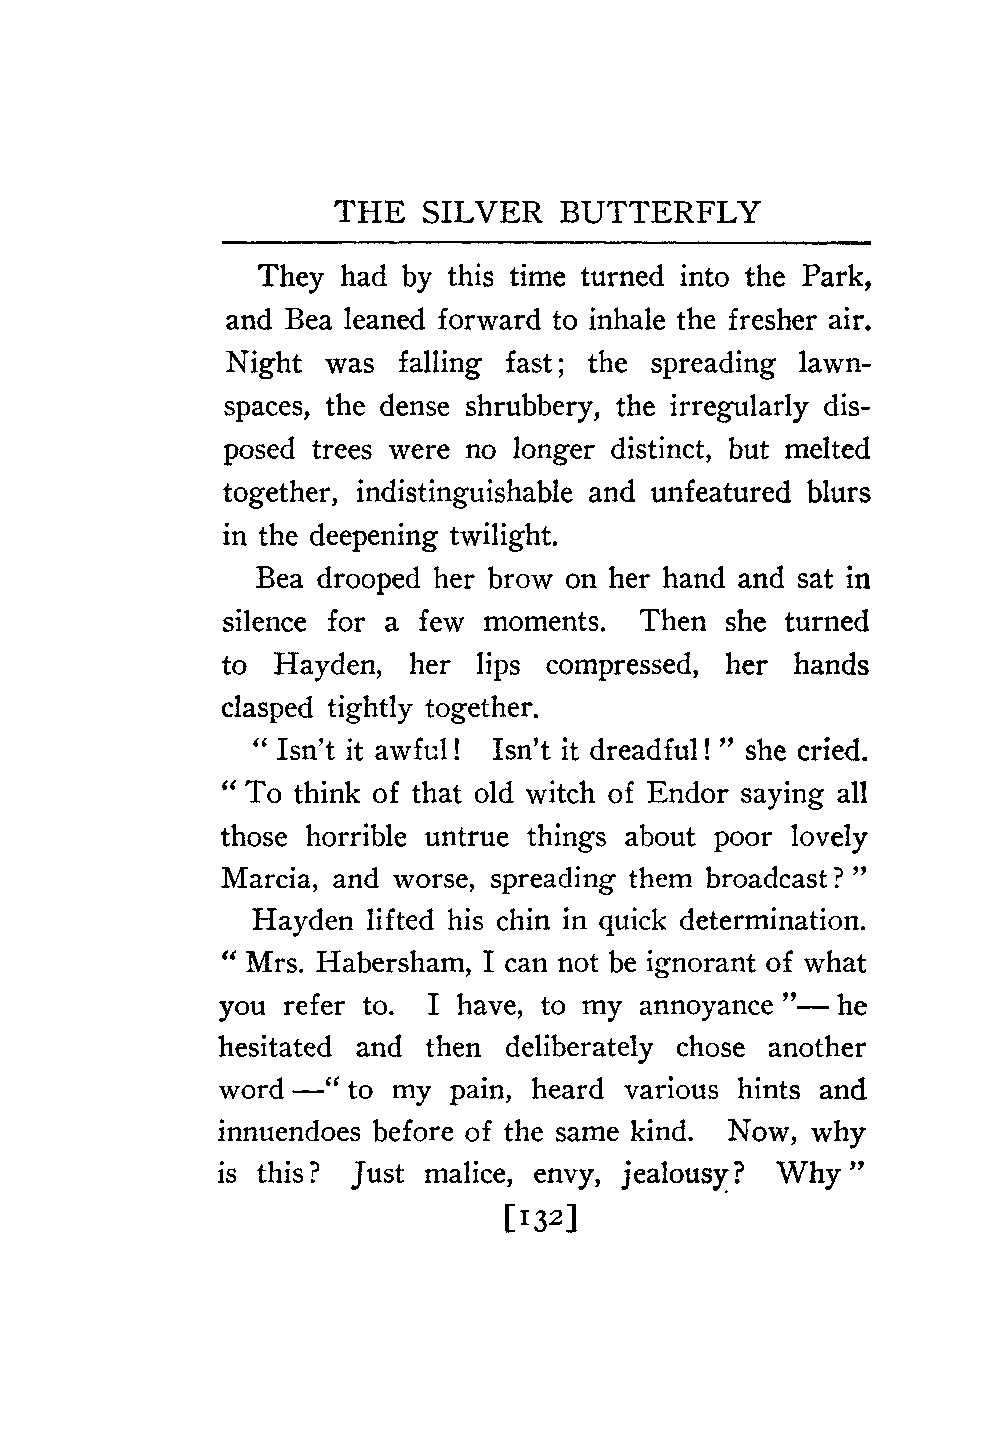 THE SILVER BUTTERFLY
They had by this time turned into the Park,
and Bea leaned forward to inhale the fresher air.
Night was falling fast; the spreading lawn-
spaces, the dense shrubbery, the irregularly dis-
posed trees were no longer distinct, but melted
together, indistinguishable and unfeatured blurs
in the deepening twilight.
Bea drooped her brow on her hand and sat in
silence for a few moments. Then she turned
to Hayden, her lips compressed, her hands
clasped tightly together.
“ Isn’t it awful! Isn’t it dreadful! ” she cried.
“ To think of that old witch of Endor saying all
those horrible untrue things about poor lovely
Marcia, and worse, spreading them broadcast? ”
Hayden lifted his chin in quick determination.
“ Mrs. Habersham, I can not be ignorant of what
you refer to. I have, to my annoyance ”— he
hesitated and then deliberately chose another
word —“ to my pain, heard various hints and
innuendoes before of the same kind. Now, why
is this? Just malice, envy, jealousy? Why ”
[132]